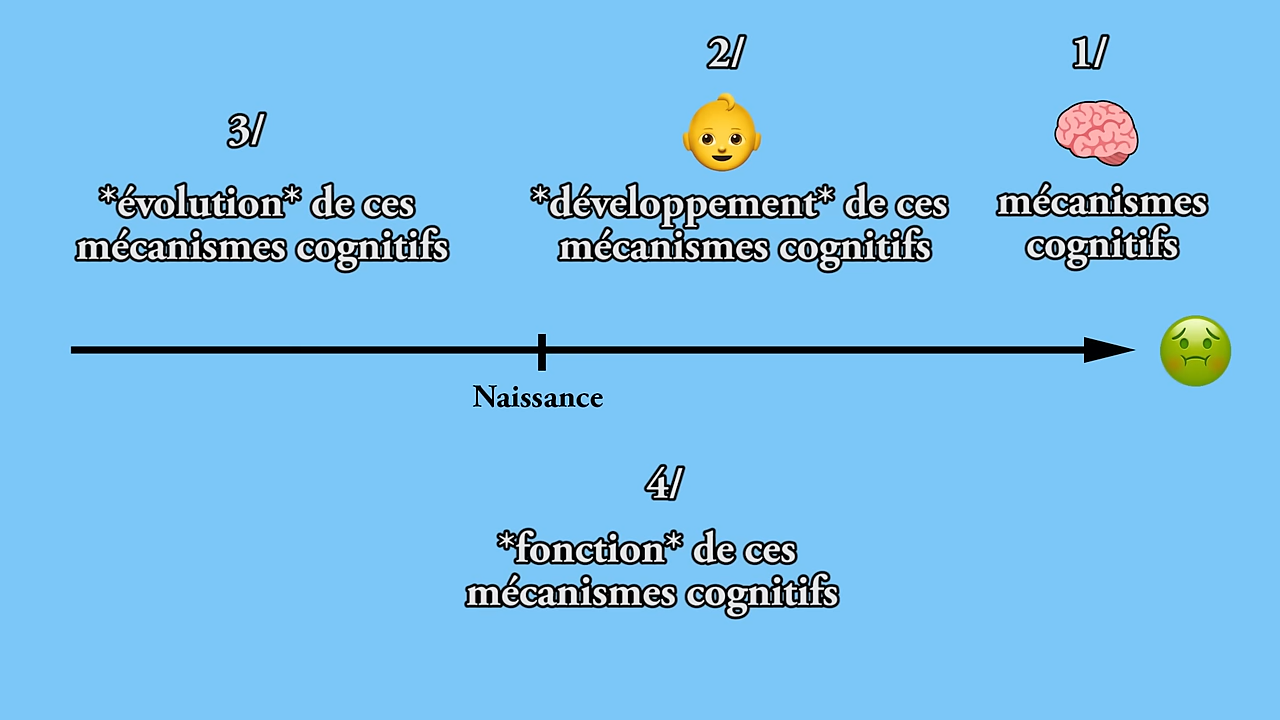 3/
*évolution* de ces
mécanismes cognitifs
2/
*développement* de ces
mécanismes cognitifs
1/
mécanismes
cognitifs
Naissance
4/
*fonction* de ces
mécanismes cognitifs